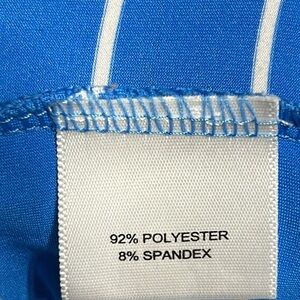 92% POLYESTER
8% SPANDEX